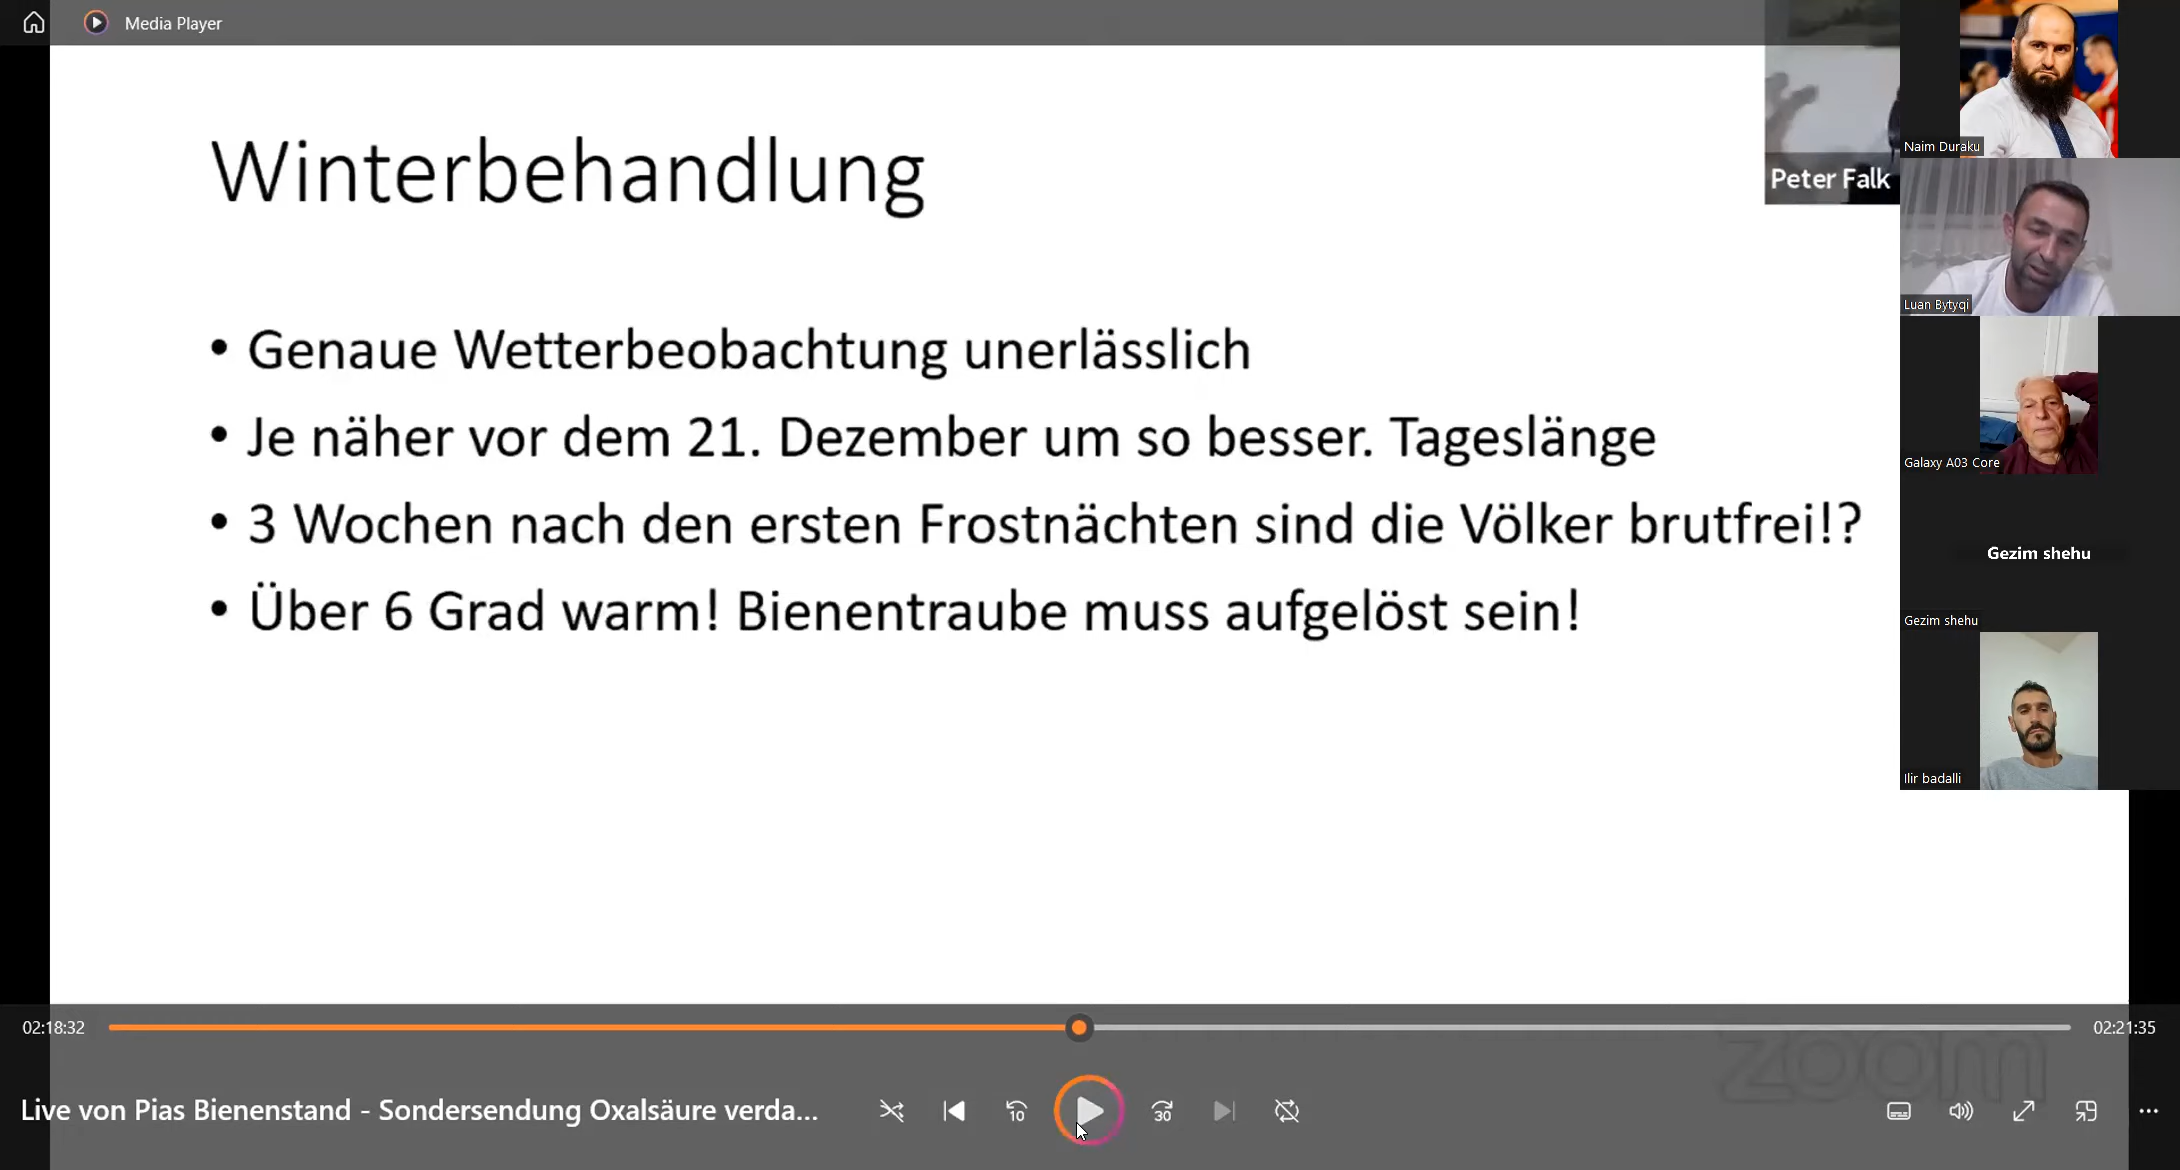 Media Player
Winterbehandlung
• Genaue Wetterbeobachtung unerlässlich
• Je näher vor dem 21. Dezember um so besser. Tageslänge
• 3 Wochen nach den ersten Frostnächten sind die Völker brutfrei!?
• Über 6 Grad warm! Bienentraube muss aufgelöst sein!
Peter Falk
Naim Duraku
Luan Bytyqi
Galaxy A03 Core
Gezim shehu
Gezim shehu
Ilir badalli
02:18:32
02:21:35
zoom
Live von Pias Bienenstand - Sondersendung Oxalsäure verda...
10
30